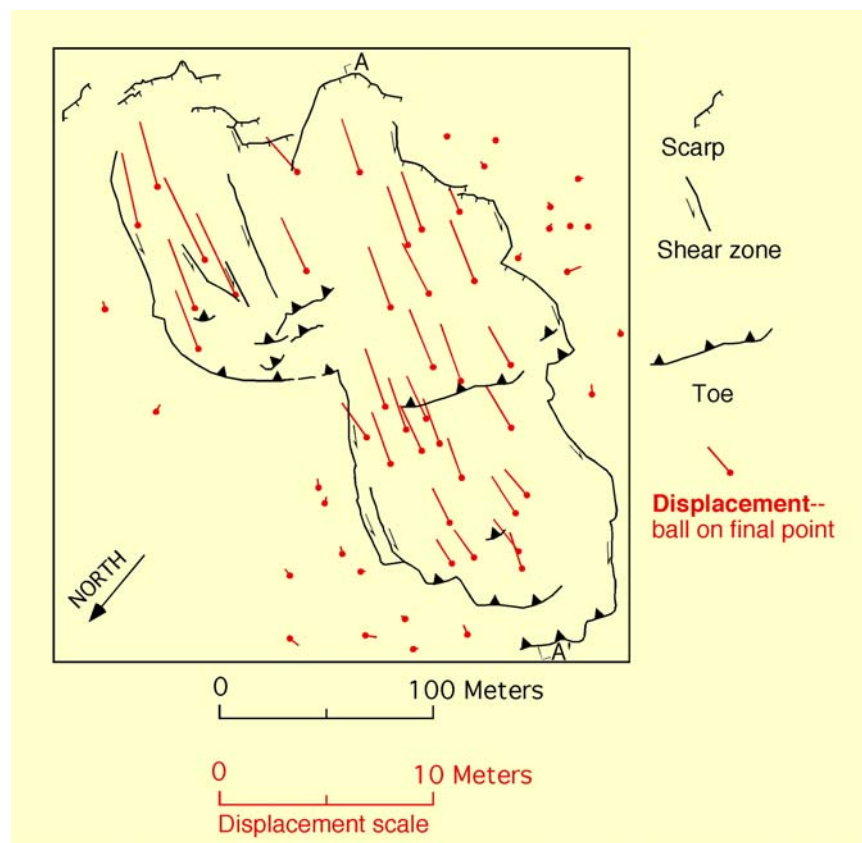 A
Scarp
Shear zone
Toe
Displacement--
ball on final point
NORTH
A'
0 100 Meters
0 10 Meters
Displacement scale